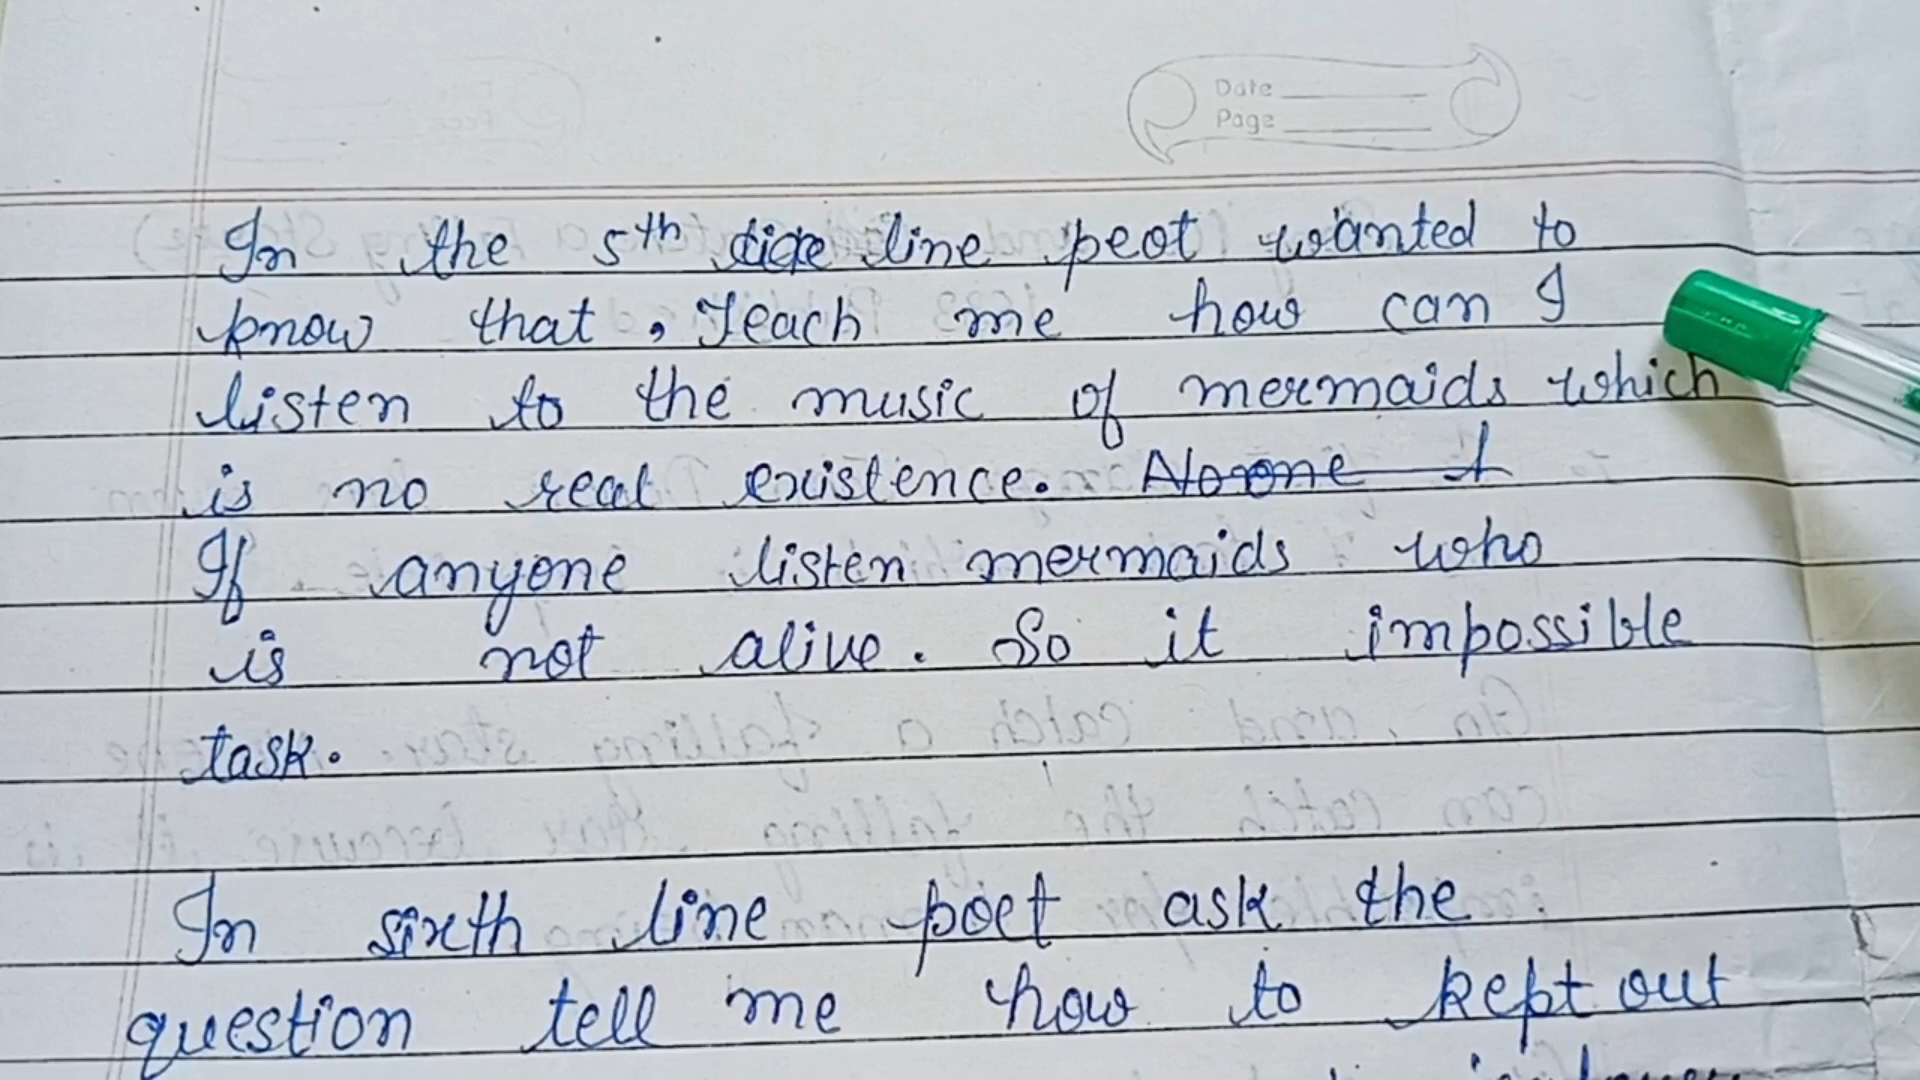 Date
Page
In the 5th line peot wanted to
know that, Teach me how can I
listen to the music of mermaids which
is no real existence. No one I
If anyone listen mermaids who
is not alive. So it impossible
task.
In sixth line poet ask the
question tell me how to kept out